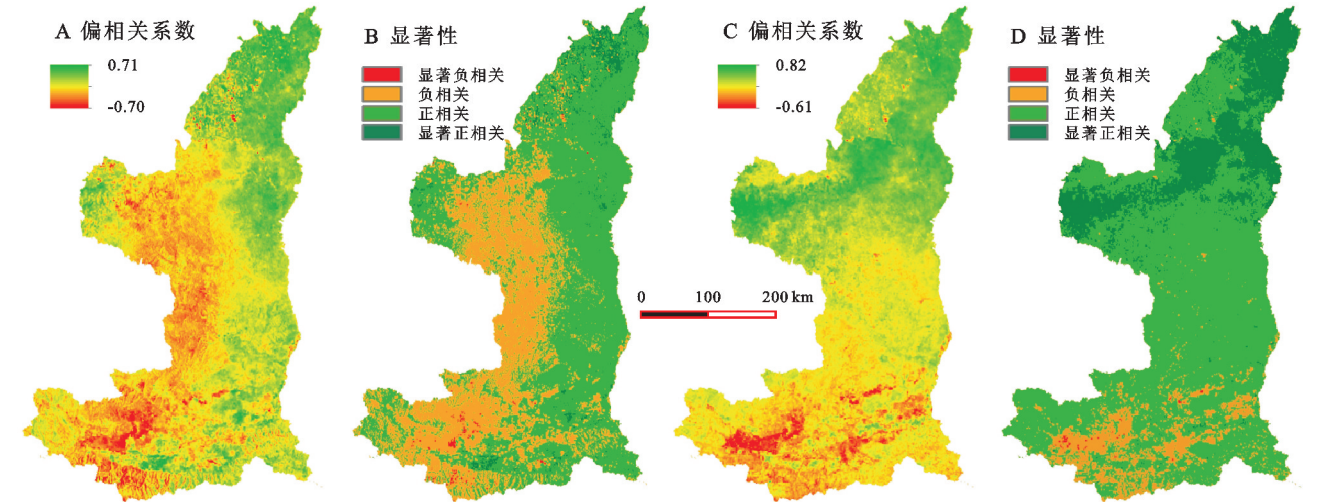 A 偏相关系数
0.71
-0.70
B 显著性
显著负相关
负相关
正相关
显著正相关
C 偏相关系数
0.82
-0.61
D 显著性
显著负相关
负相关
正相关
显著正相关
0 100 200 km